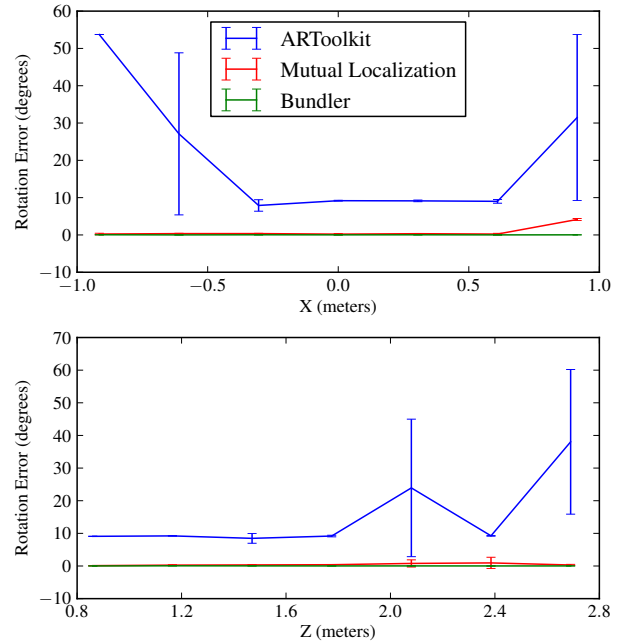 60
50
40
30
20
10
0
−10
Rotation Error (degrees)
ARToolkit
Mutual Localization
Bundler
−1.0 −0.5 0.0 0.5 1.0
X (meters)
70
60
50
40
30
20
10
0
−10
Rotation Error (degrees)
0.8 1.2 1.6 2.0 2.4 2.8
Z (meters)